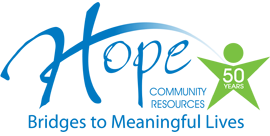 Hope
COMMUNITY
RESOURCES
50
YEARS
Bridges to Meaningful Lives